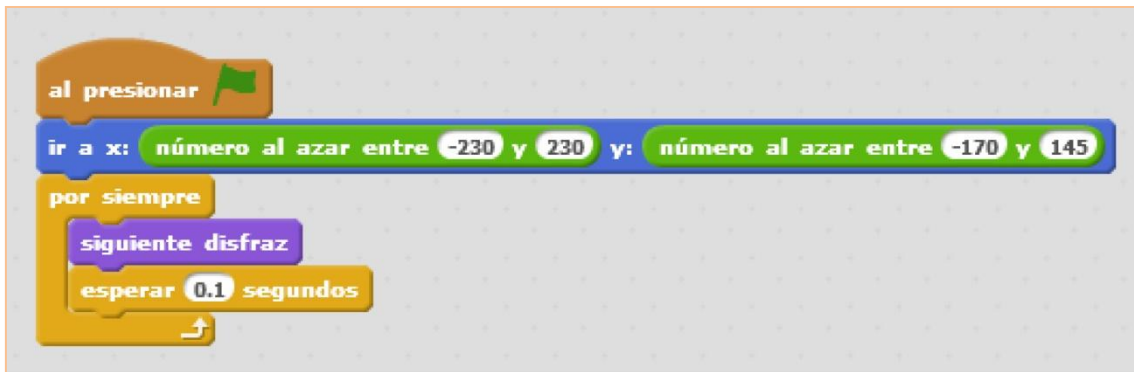 al presionar
ir a x: número al azar entre -230 y 230 y: número al azar entre -170 y 145
por siempre
siguiente disfraz
esperar 0.1 segundos